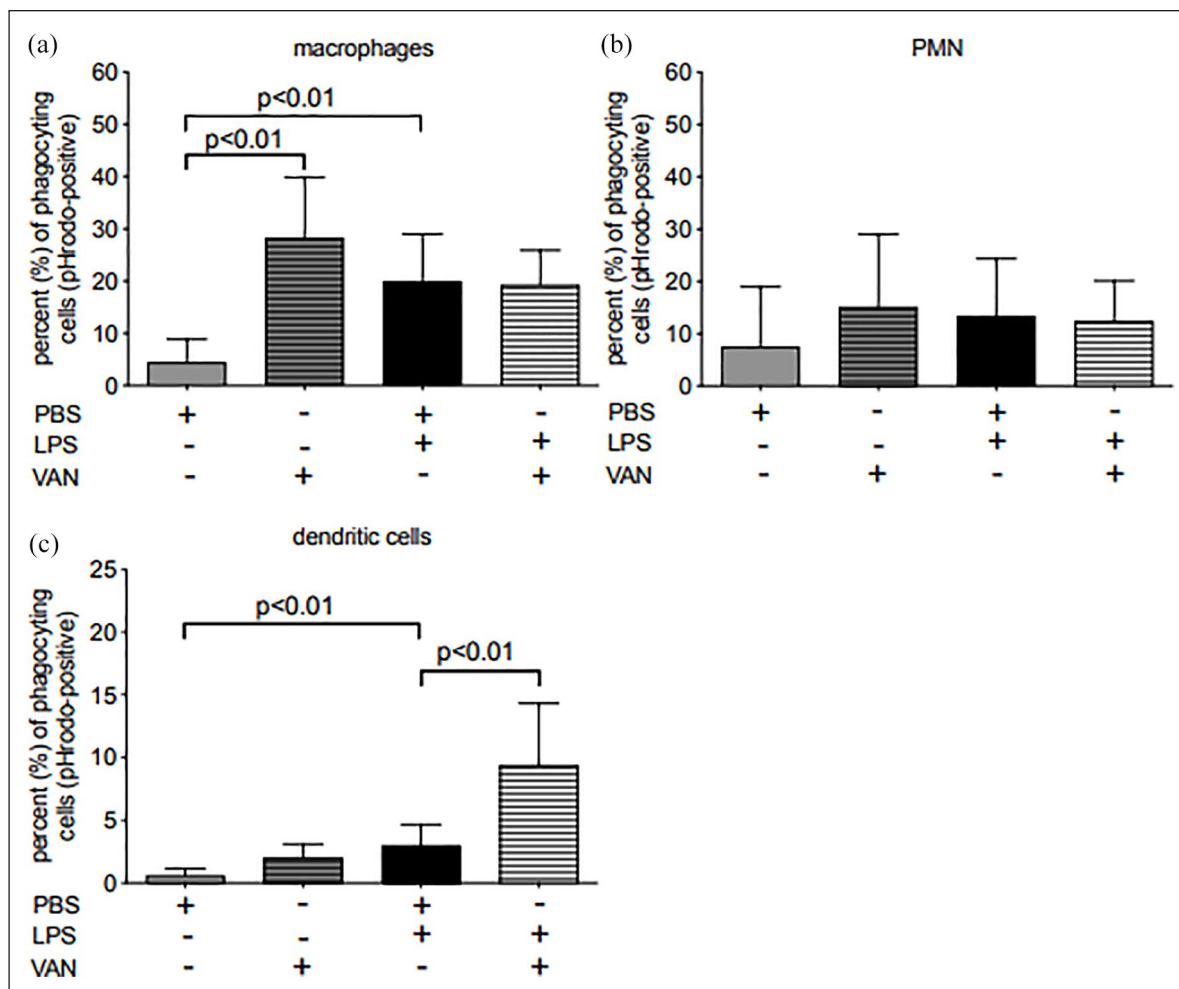 (a)
macrophages
percent (%) of phagocyting
cells (pHrodo-positive)
60
50
40
30
20
10
0
p<0.01
p<0.01
PBS + - + -
LPS - - + +
VAN - + - +
(b)
PMN
percent (%) of phagocyting
cells (pHrodo-positive)
60
50
40
30
20
10
0
PBS + - + -
LPS - - + +
VAN - + - +
(c)
dendritic cells
percent (%) of phagocyting
cells (pHrodo-positive)
25
20
15
10
5
0
p<0.01
p<0.01
PBS + - + -
LPS - - + +
VAN - + - +